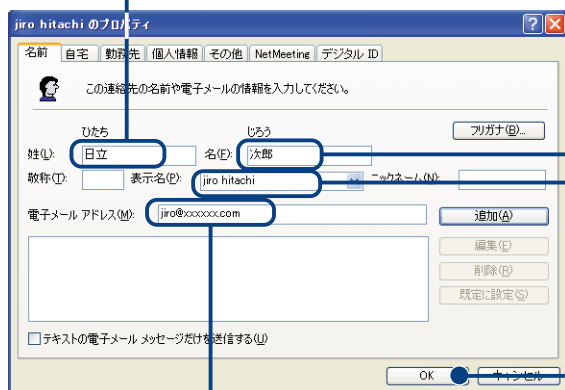 jiro hitachi のプロパティ
名前 自宅 勤務先 個人情報 その他 NetMeeting デジタル ID
この連絡先の名前や電子メールの情報を入力してください。
ひたち じろう フリガナ(R)...
姓(L): 日立 名(F): 次郎
敬称(T): 表示名(P): jiro hitachi ニックネーム(N):
電子メール アドレス(M): jiro@xxxxxx.com 追加(A)
編集(E)
削除(R)
既定に設定(S)
テキストの電子メール メッセージだけを送信する(U)
OK キャンセル